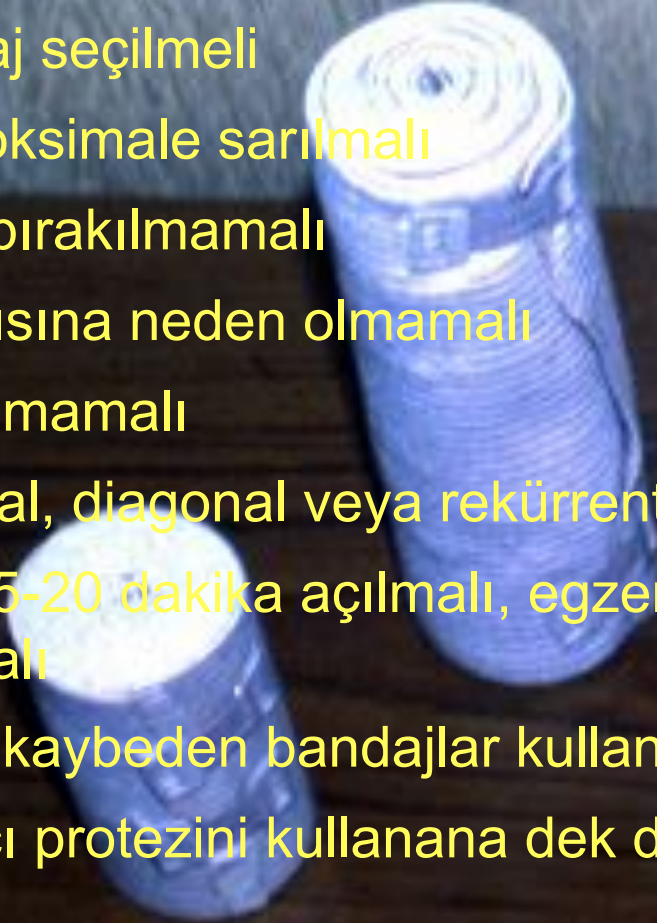 aj seçilmeli
oksimale sarılmalı
bırakılmamalı
ısına neden olmamalı
mamalı
al, diagonal veya rekürrent
5-20 dakika açılmalı, egzer
alı
kaybeden bandajlar kullan
cı protezini kullanana dek d